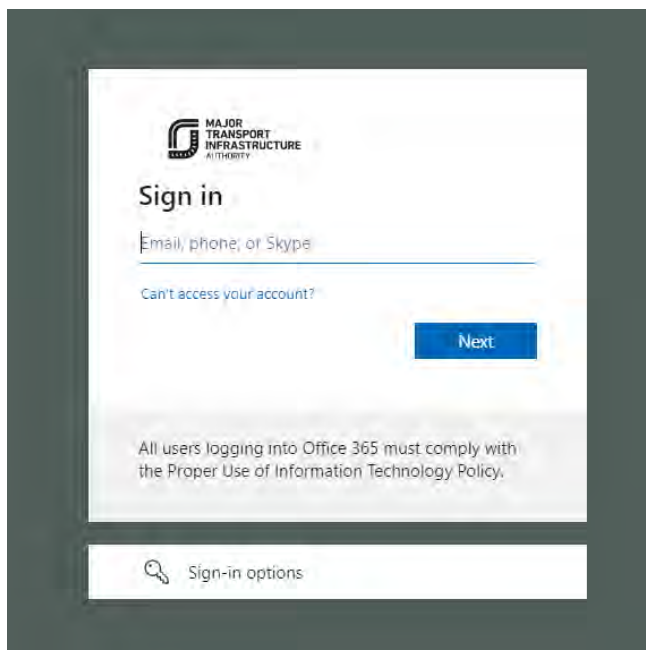 MAJOR
TRANSPORT
INFRASTRUCTURE
AUTHORITY
Sign in
Email, phone, or Skype
Can't access your account?
Next
All users logging into Office 365 must comply with
the Proper Use of Information Technology Policy.
Sign-in options